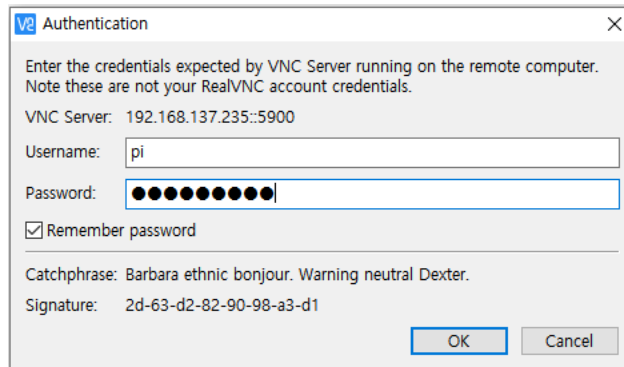 V2 Authentication
Enter the credentials expected by VNC Server running on the remote computer.
Note these are not your RealVNC account credentials.
VNC Server: 192.168.137.235::5900
Username: pi
Password: ●●●●●●●●●
Remember password
Catchphrase: Barbara ethnic bonjour. Warning neutral Dexter.
Signature: 2d-63-d2-82-90-98-a3-d1
OK Cancel